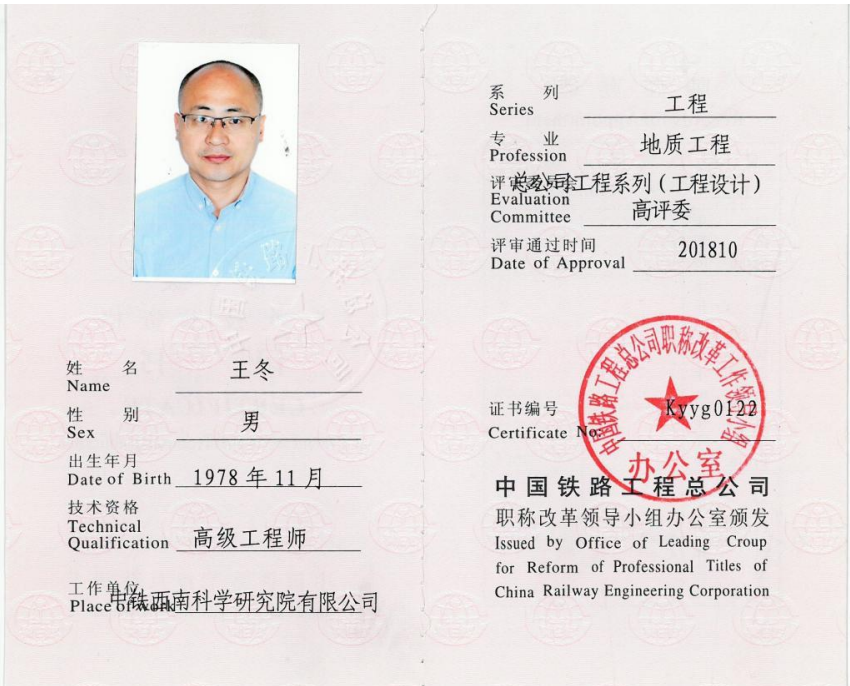 姓名 王冬
Name
性别 男
Sex
出生年月
Date of Birth 1978年11月
技术资格
Technical
Qualification 高级工程师
工作单位
Place of Work 中铁西南科学研究院有限公司
系列 工程
Series
专业 地质工程
Profession
评审委员会 总公司工程系列(工程设计)
Evaluation
Committee 高评委
评审通过时间 201810
Date of Approval
中国铁路工程总公司职称改革工作领导小组
办公室
证书编号 Kyyg0122
Certificate No:
中国铁路工程总公司
职称改革领导小组办公室颁发
Issued by Office of Leading Croup
for Reform of Professional Titles of
China Railway Engineering Corporation